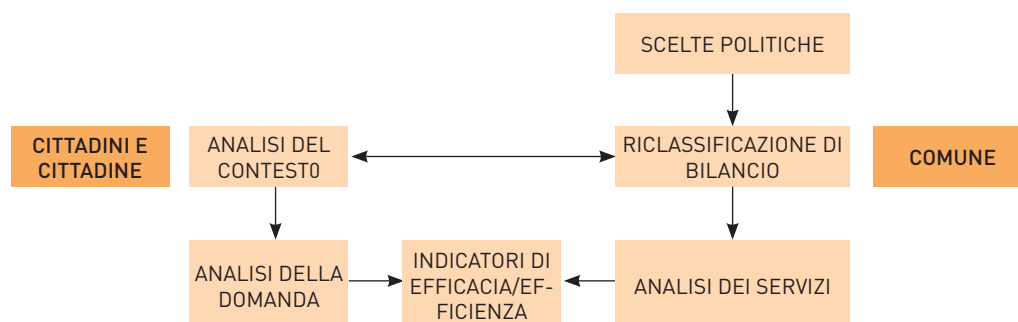 SCELTE POLITICHE
CITTADINI E
CITTADINE
ANALISI DEL
CONTEST0
RICLASSIFICAZIONE DI
BILANCIO
COMUNE
ANALISI DELLA
DOMANDA
INDICATORI DI
EFFICACIA/EF-
FICIENZA
ANALISI DEI SERVIZI